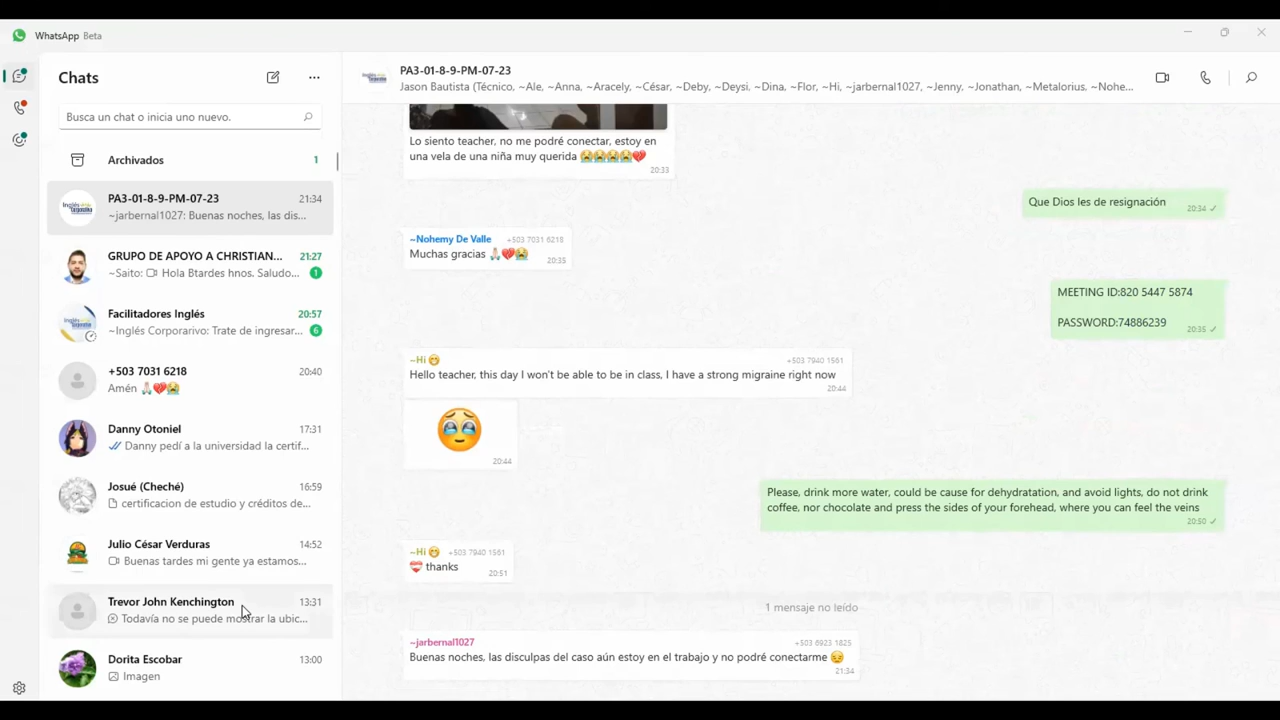 WhatsApp Beta
Chats
Busca un chat o inicia uno nuevo.
Archivados 1
PA3-01-8-9-PM-07-23 21:34
~jarbernal1027: Buenas noches, las dis...
GRUPO DE APOYO A CHRISTIAN... 21:27
~Saito: Hola Btardes hnos. Saludo... 1
Facilitadores Inglés 20:57
~Inglés Corporarivo: Trate de ingresar... 6
+503 7031 6218 20:40
Amén 🙏🏻💔😭
Danny Otoniel 17:31
Danny pedí a la universidad la certif...
Josué (Cheché) 16:59
certificacion de estudio y créditos de...
Julio César Verduras 14:52
Buenas tardes mi gente ya estamos...
Trevor John Kenchington 13:31
Todavía no se puede mostrar la ubic...
Dorita Escobar 13:00
Imagen
PA3-01-8-9-PM-07-23
Jason Bautista (Técnico, ~Ale, ~Anna, ~Aracely, ~César, ~Deby, ~Deysi, ~Dina, ~Flor, ~Hi, ~jarbernal1027, ~Jenny, ~Jonathan, ~Metalorius, ~Nohe...
Lo siento teacher, no me podré conectar, estoy en
una vela de una niña muy querida 😭😭😭😭💔
20:33
Que Dios les de resignación
20:34
~Nohemy De Valle +503 7031 6218
Muchas gracias 🙏🏻💔😭
20:35
MEETING ID:820 5447 5874
PASSWORD:74886239
20:35
~Hi 🤭 +503 7940 1561
Hello teacher, this day I won't be able to be in class, I have a strong migraine right now
20:44
20:44
Please, drink more water, could be cause for dehydratation, and avoid lights, do not drink
coffee, nor chocolate and press the sides of your forehead, where you can feel the veins
20:50
~Hi 🤭 +503 7940 1561
❤️‍🩹 thanks
20:51
1 mensaje no leído
~jarbernal1027 +503 6923 1825
Buenas noches, las disculpas del caso aún estoy en el trabajo y no podré conectarme 😔
21:34